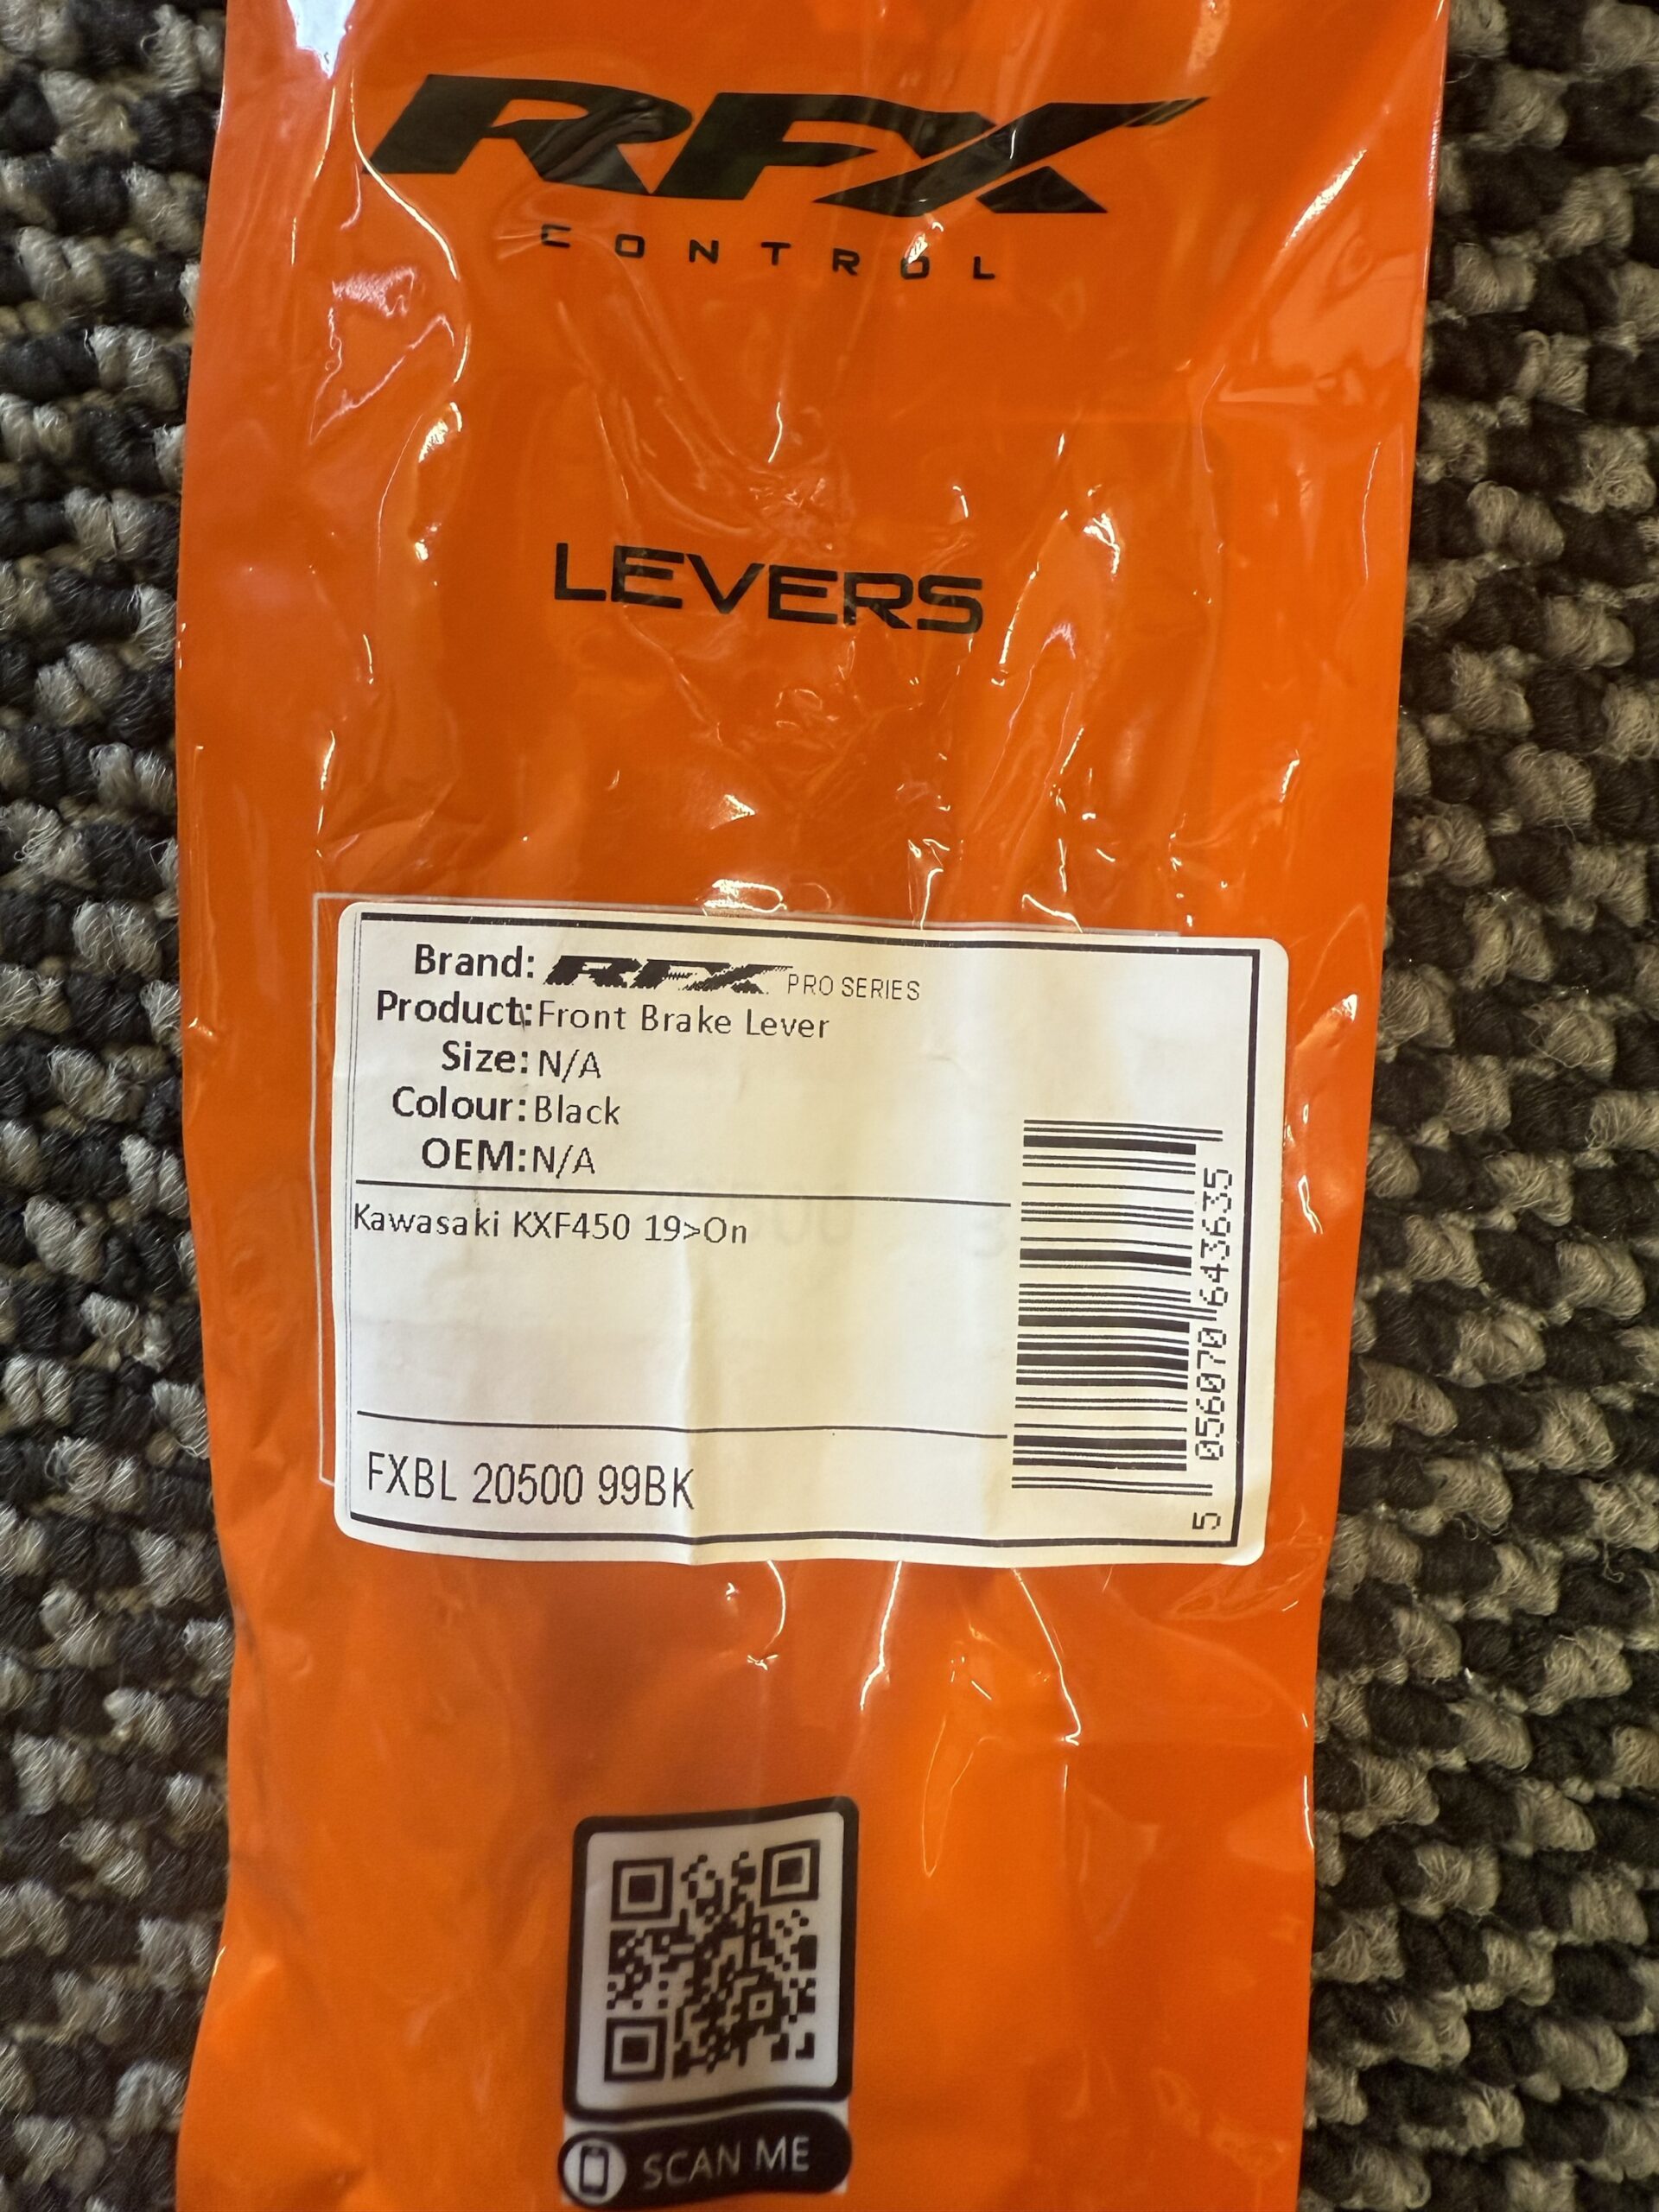 RFX
CONTROL
LEVERS
Brand: RFX PRO SERIES
Product: Front Brake Lever
Size: N/A
Colour: Black
OEM: N/A
Kawasaki KXF450 19>On
FXBL 20500 99BK
5 056070 643635
SCAN ME